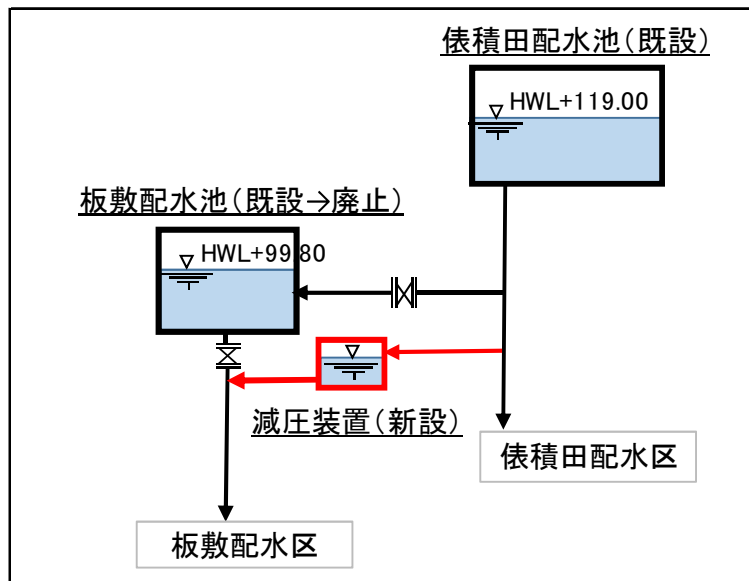 俵積田配水池（既設）
HWL+119.00
板敷配水池（既設→廃止）
HWL+99.80
減圧装置（新設）
俵積田配水区
板敷配水区